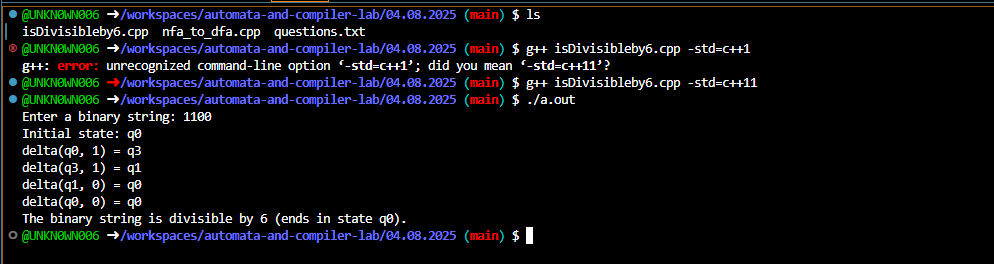 @UNKN0WN006 ➜/workspaces/automata-and-compiler-lab/04.08.2025 (main) $ ls
isDivisibleby6.cpp  nfa_to_dfa.cpp  questions.txt
@UNKN0WN006 ➜/workspaces/automata-and-compiler-lab/04.08.2025 (main) $ g++ isDivisibleby6.cpp -std=c++1
g++: error: unrecognized command-line option ‘-std=c++1’; did you mean ‘-std=c++11’?
@UNKN0WN006 ➜/workspaces/automata-and-compiler-lab/04.08.2025 (main) $ g++ isDivisibleby6.cpp -std=c++11
@UNKN0WN006 ➜/workspaces/automata-and-compiler-lab/04.08.2025 (main) $ ./a.out
Enter a binary string: 1100
Initial state: q0
delta(q0, 1) = q3
delta(q3, 1) = q1
delta(q1, 0) = q0
delta(q0, 0) = q0
The binary string is divisible by 6 (ends in state q0).
@UNKN0WN006 ➜/workspaces/automata-and-compiler-lab/04.08.2025 (main) $